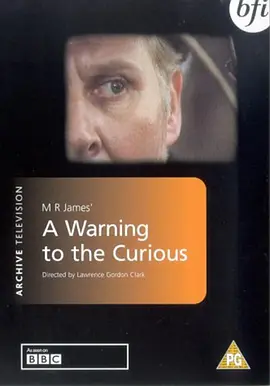 bfi
ARCHIVE TELEVISION
M R James'
A Warning
to the Curious
Directed by Lawrence Gordon Clark
As seen on
BBC
PG